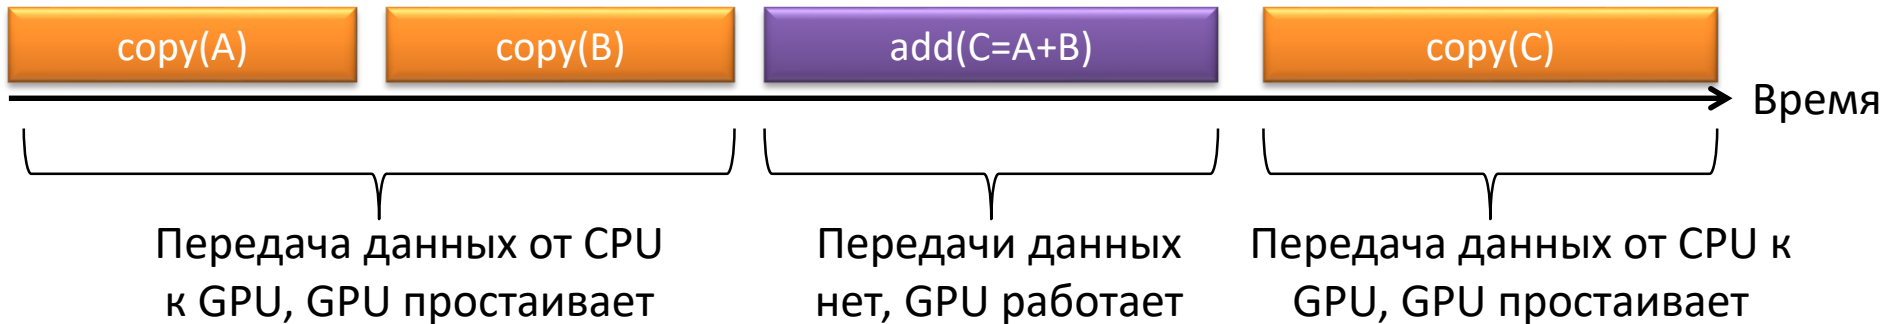 copy(A)
copy(B)
add(C=A+B)
copy(C)
Время
Передача данных от CPU
к GPU, GPU простаивает
Передачи данных
нет, GPU работает
Передача данных от CPU к
GPU, GPU простаивает